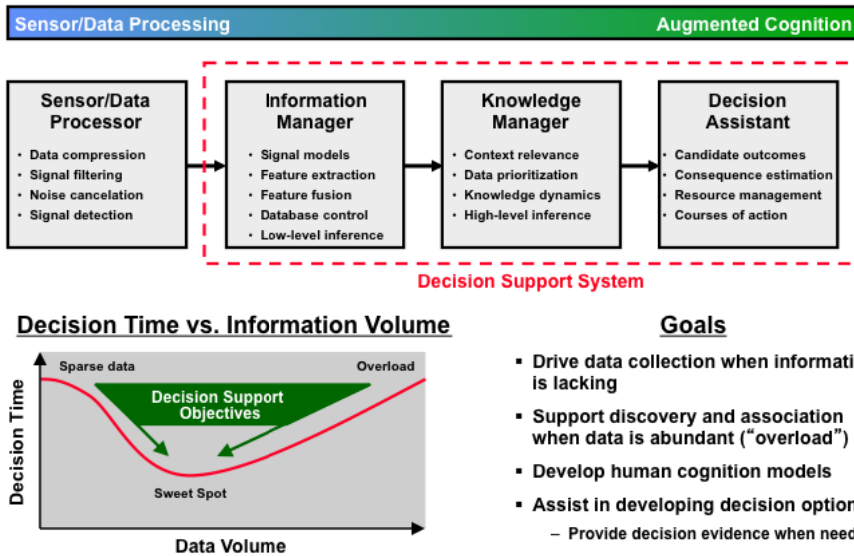 Sensor/Data Processing
Augmented Cognition
Sensor/Data
Processor
• Data compression
• Signal filtering
• Noise cancelation
• Signal detection
Information
Manager
• Signal models
• Feature extraction
• Feature fusion
• Database control
• Low-level inference
Knowledge
Manager
• Context relevance
• Data prioritization
• Knowledge dynamics
• High-level inference
Decision
Assistant
• Candidate outcomes
• Consequence estimation
• Resource management
• Courses of action
Decision Support System
Decision Time vs. Information Volume
Sparse data
Overload
Decision Support
Objectives
Sweet Spot
Decision Time
Data Volume
Goals
▪ Drive data collection when informati
is lacking
▪ Support discovery and association
when data is abundant (“overload”)
▪ Develop human cognition models
▪ Assist in developing decision option
– Provide decision evidence when need